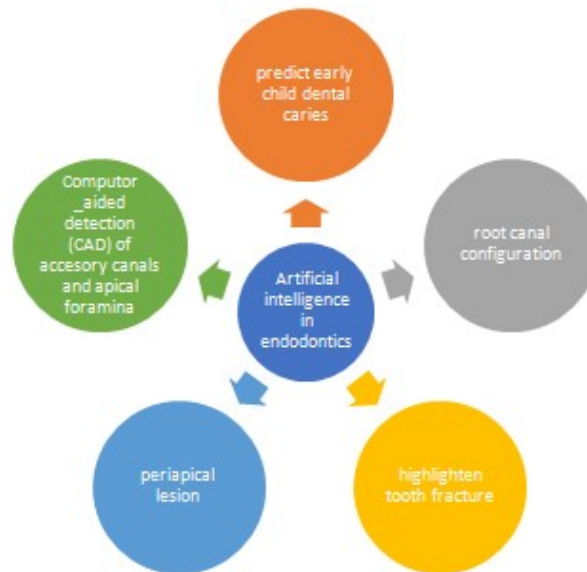 predict early
child dental
caries
Computor
_aided
detection
(CAD) of
accesory canals
and apical
foramina
root canal
configuration
Artificial
intelligence
in
endodontics
periapical
lesion
highlighten
tooth fracture